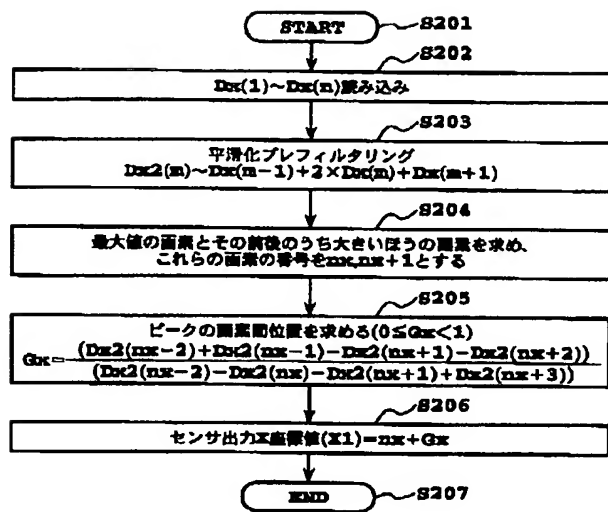 START
S201
S202
Dx(1)~Dx(n)読み込み
S203
平滑化プレフィルタリング
Dx2(m)~Dx(m-1)+2×Dx(m)+Dx(m+1)
S204
最大値の画素とその前後のうち大きいほうの画素を求め、
これらの画素の番号をnx,nx+1とする
S205
ピークの画素間位置を求める(0≦Gx<1)
(Dx2(nx-2)+Dx2(nx-1)-Dx2(nx+1)-Dx2(nx+2))
Gx=
(Dx2(nx-2)-Dx2(nx)-Dx2(nx+1)+Dx2(nx+3))
S206
センサ出力X座標値(X1)=nx+Gx
END
S207